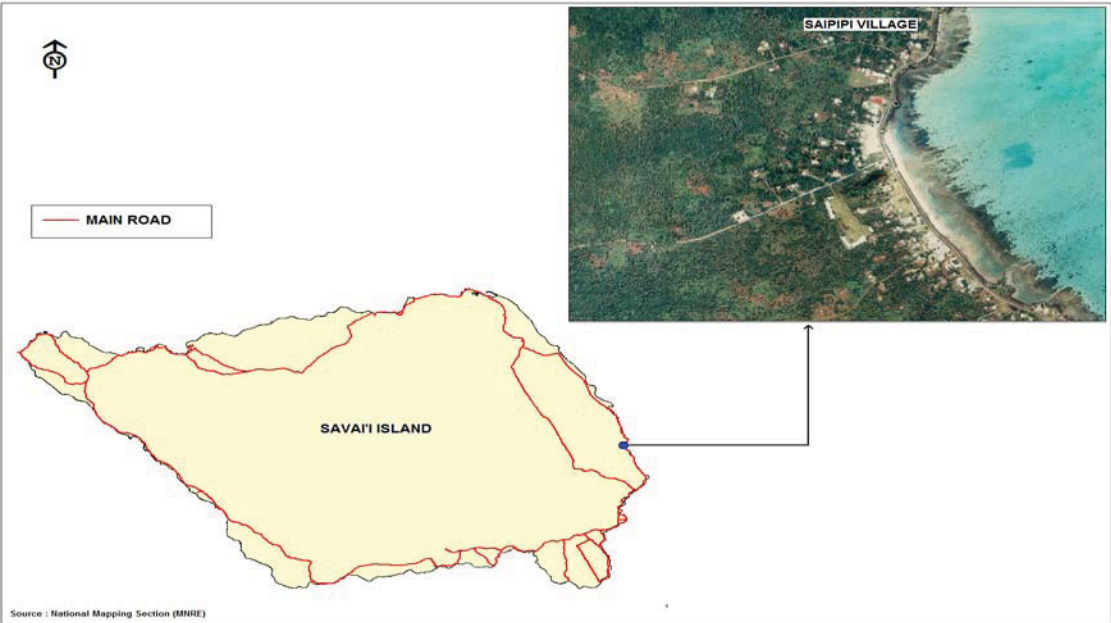 SAIPIPI VILLAGE
N
MAIN ROAD
SAVAI'I ISLAND
Source : National Mapping Section (MNRE)